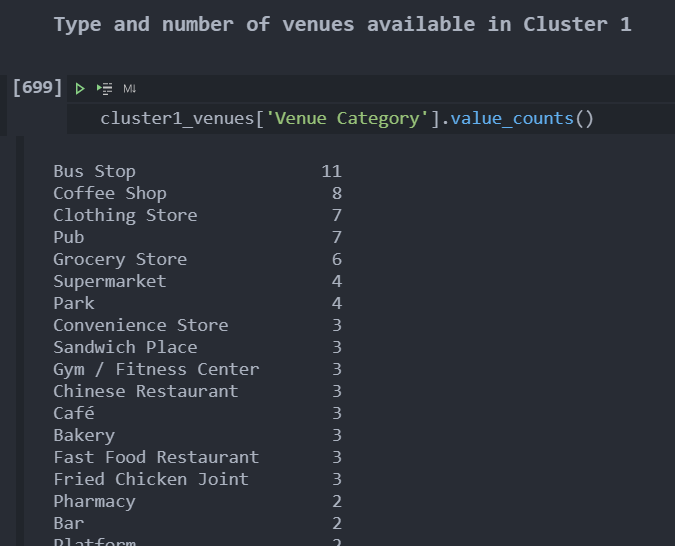 Type and number of venues available in Cluster 1
[699] M↓
cluster1_venues['Venue Category'].value_counts()
Bus Stop 11
Coffee Shop 8
Clothing Store 7
Pub 7
Grocery Store 6
Supermarket 4
Park 4
Convenience Store 3
Sandwich Place 3
Gym / Fitness Center 3
Chinese Restaurant 3
Café 3
Bakery 3
Fast Food Restaurant 3
Fried Chicken Joint 3
Pharmacy 2
Bar 2
Platform 2